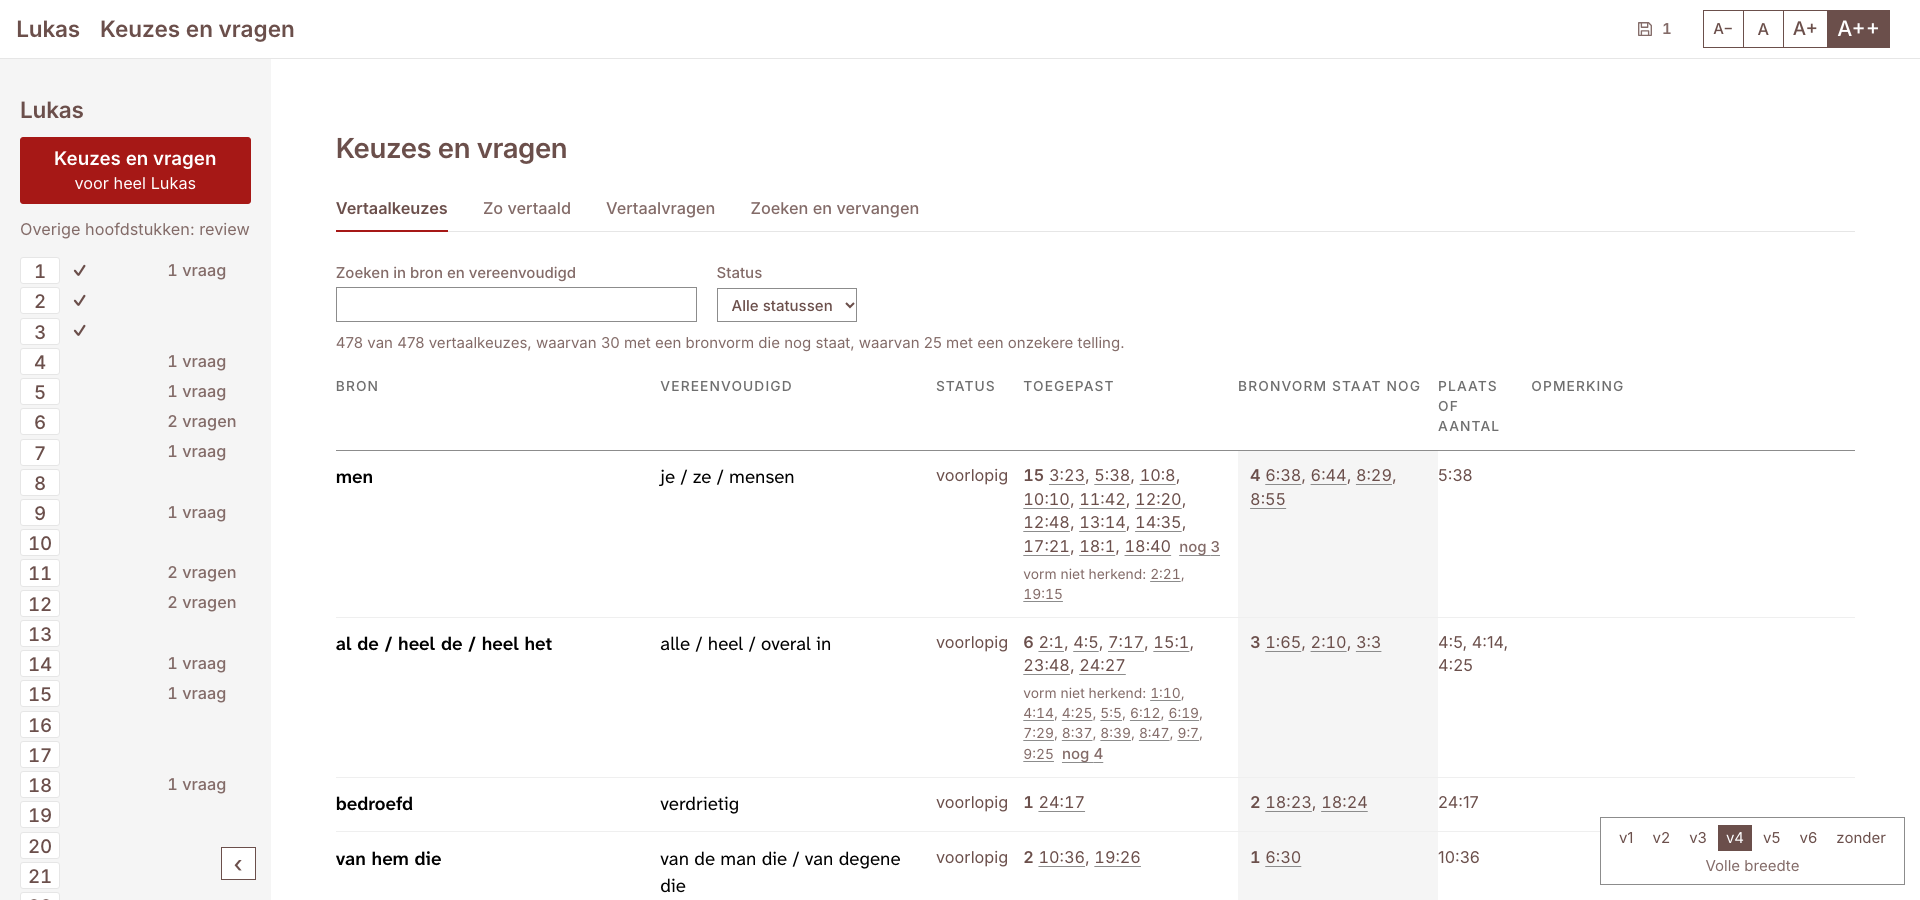 Lukas Keuzes en vragen 1 A− A A+ A++
Lukas
Keuzes en vragen
voor heel Lukas
Overige hoofdstukken: review
1 1 vraag
2
3
4 1 vraag
5 1 vraag
6 2 vragen
7 1 vraag
8
9 1 vraag
10
11 2 vragen
12 2 vragen
13
14 1 vraag
15 1 vraag
16
17
18 1 vraag
19
20
21
Keuzes en vragen
Vertaalkeuzes Zo vertaald Vertaalvragen Zoeken en vervangen
Zoeken in bron en vereenvoudigd Status
Alle statussen
478 van 478 vertaalkeuzes, waarvan 30 met een bronvorm die nog staat, waarvan 25 met een onzekere telling.
BRON VEREENVOUDIGD STATUS TOEGEPAST BRONVORM STAAT NOG PLAATS OF AANTAL OPMERKING
men je / ze / mensen voorlopig 15 3:23, 5:38, 10:8, 4 6:38, 6:44, 8:29, 5:38
10:10, 11:42, 12:20, 8:55
12:48, 13:14, 14:35,
17:21, 18:1, 18:40 nog 3
vorm niet herkend: 2:21,
19:15
al de / heel de / heel het alle / heel / overal in voorlopig 6 2:1, 4:5, 7:17, 15:1, 3 1:65, 2:10, 3:3 4:5, 4:14,
23:48, 24:27 4:25
vorm niet herkend: 1:10,
4:14, 4:25, 5:5, 6:12, 6:19,
7:29, 8:37, 8:39, 8:47, 9:7,
9:25 nog 4
bedroefd verdrietig voorlopig 1 24:17 2 18:23, 18:24 24:17
van hem die van de man die / van degene voorlopig 2 10:36, 19:26 1 6:30 10:36
die
v1 v2 v3 v4 v5 v6 zonder
Volle breedte